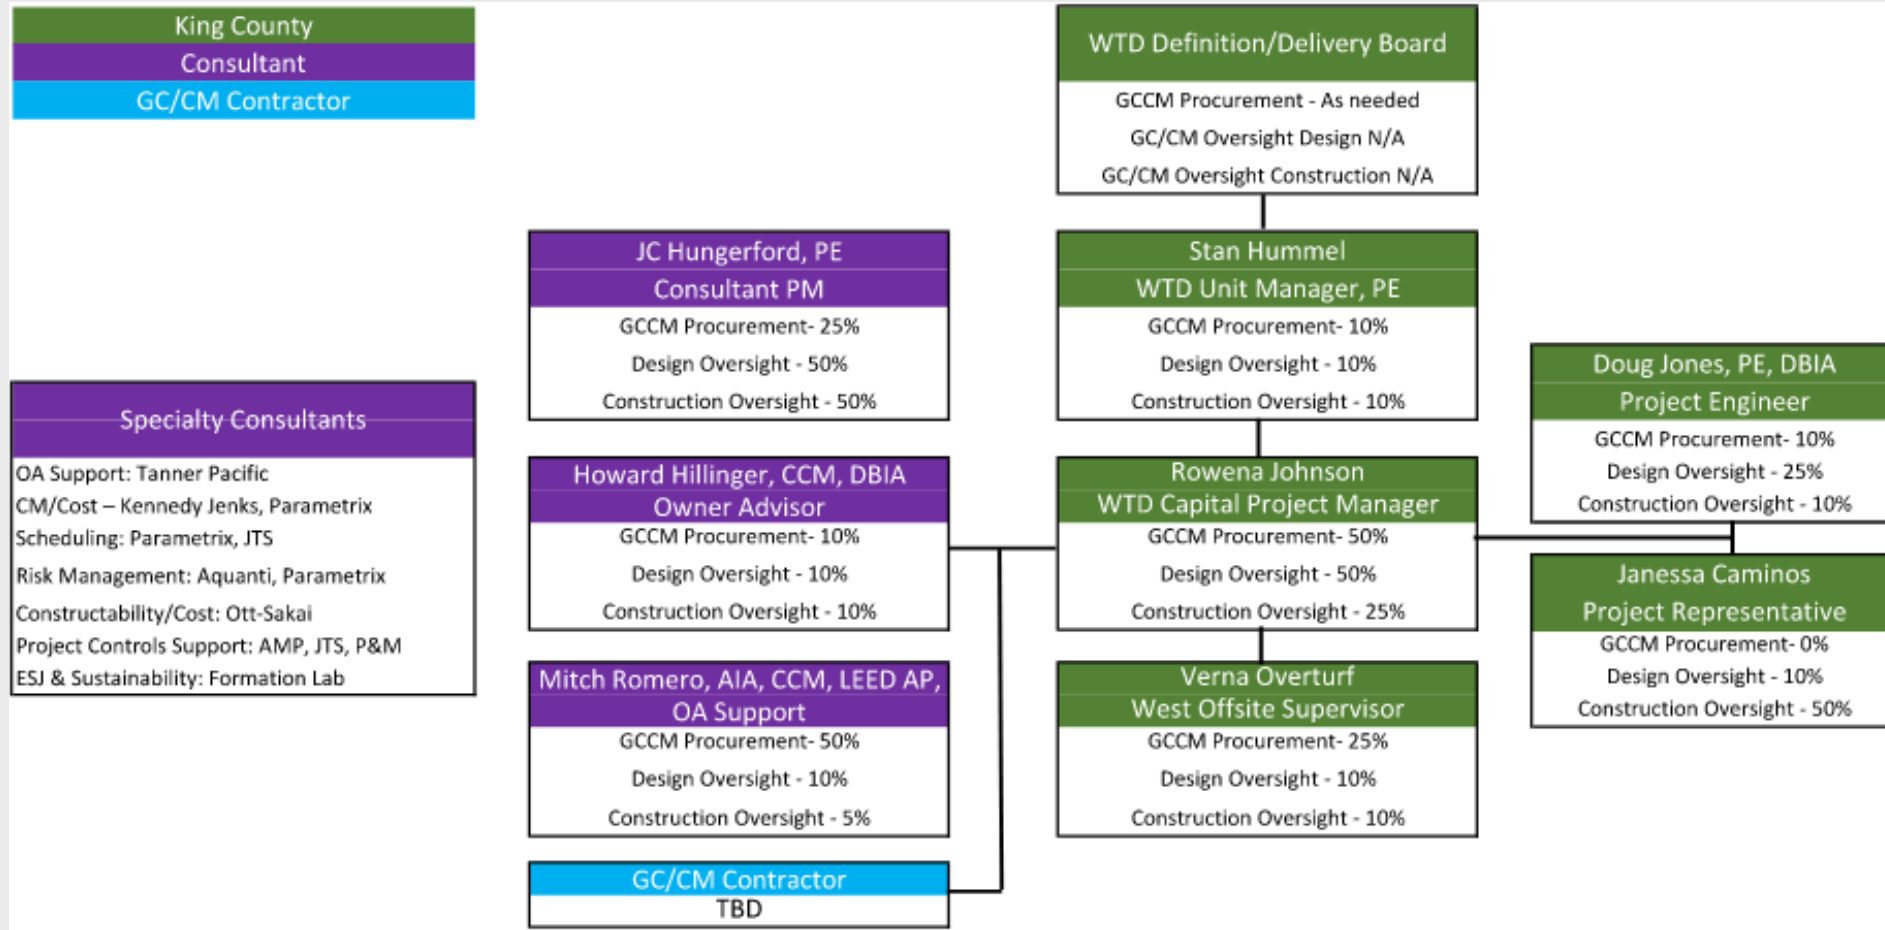 King County
Consultant
GC/CM Contractor
WTD Definition/Delivery Board
GCCM Procurement - As needed
GC/CM Oversight Design N/A
GC/CM Oversight Construction N/A
JC Hungerford, PE
Consultant PM
GCCM Procurement- 25%
Design Oversight - 50%
Construction Oversight - 50%
Stan Hummel
WTD Unit Manager, PE
GCCM Procurement- 10%
Design Oversight - 10%
Construction Oversight - 10%
Doug Jones, PE, DBIA
Project Engineer
GCCM Procurement- 10%
Design Oversight - 25%
Construction Oversight - 10%
Specialty Consultants
OA Support: Tanner Pacific
CM/Cost – Kennedy Jenks, Parametrix
Scheduling: Parametrix, JTS
Risk Management: Aquanti, Parametrix
Constructability/Cost: Ott-Sakai
Project Controls Support: AMP, JTS, P&M
ESJ & Sustainability: Formation Lab
Howard Hillinger, CCM, DBIA
Owner Advisor
GCCM Procurement- 10%
Design Oversight - 10%
Construction Oversight - 10%
Rowena Johnson
WTD Capital Project Manager
GCCM Procurement- 50%
Design Oversight - 50%
Construction Oversight - 25%
Janessa Caminos
Project Representative
GCCM Procurement- 0%
Design Oversight - 10%
Construction Oversight - 50%
Mitch Romero, AIA, CCM, LEED AP,
OA Support
GCCM Procurement- 50%
Design Oversight - 10%
Construction Oversight - 5%
Verna Overturf
West Offsite Supervisor
GCCM Procurement- 25%
Design Oversight - 10%
Construction Oversight - 10%
GC/CM Contractor
TBD